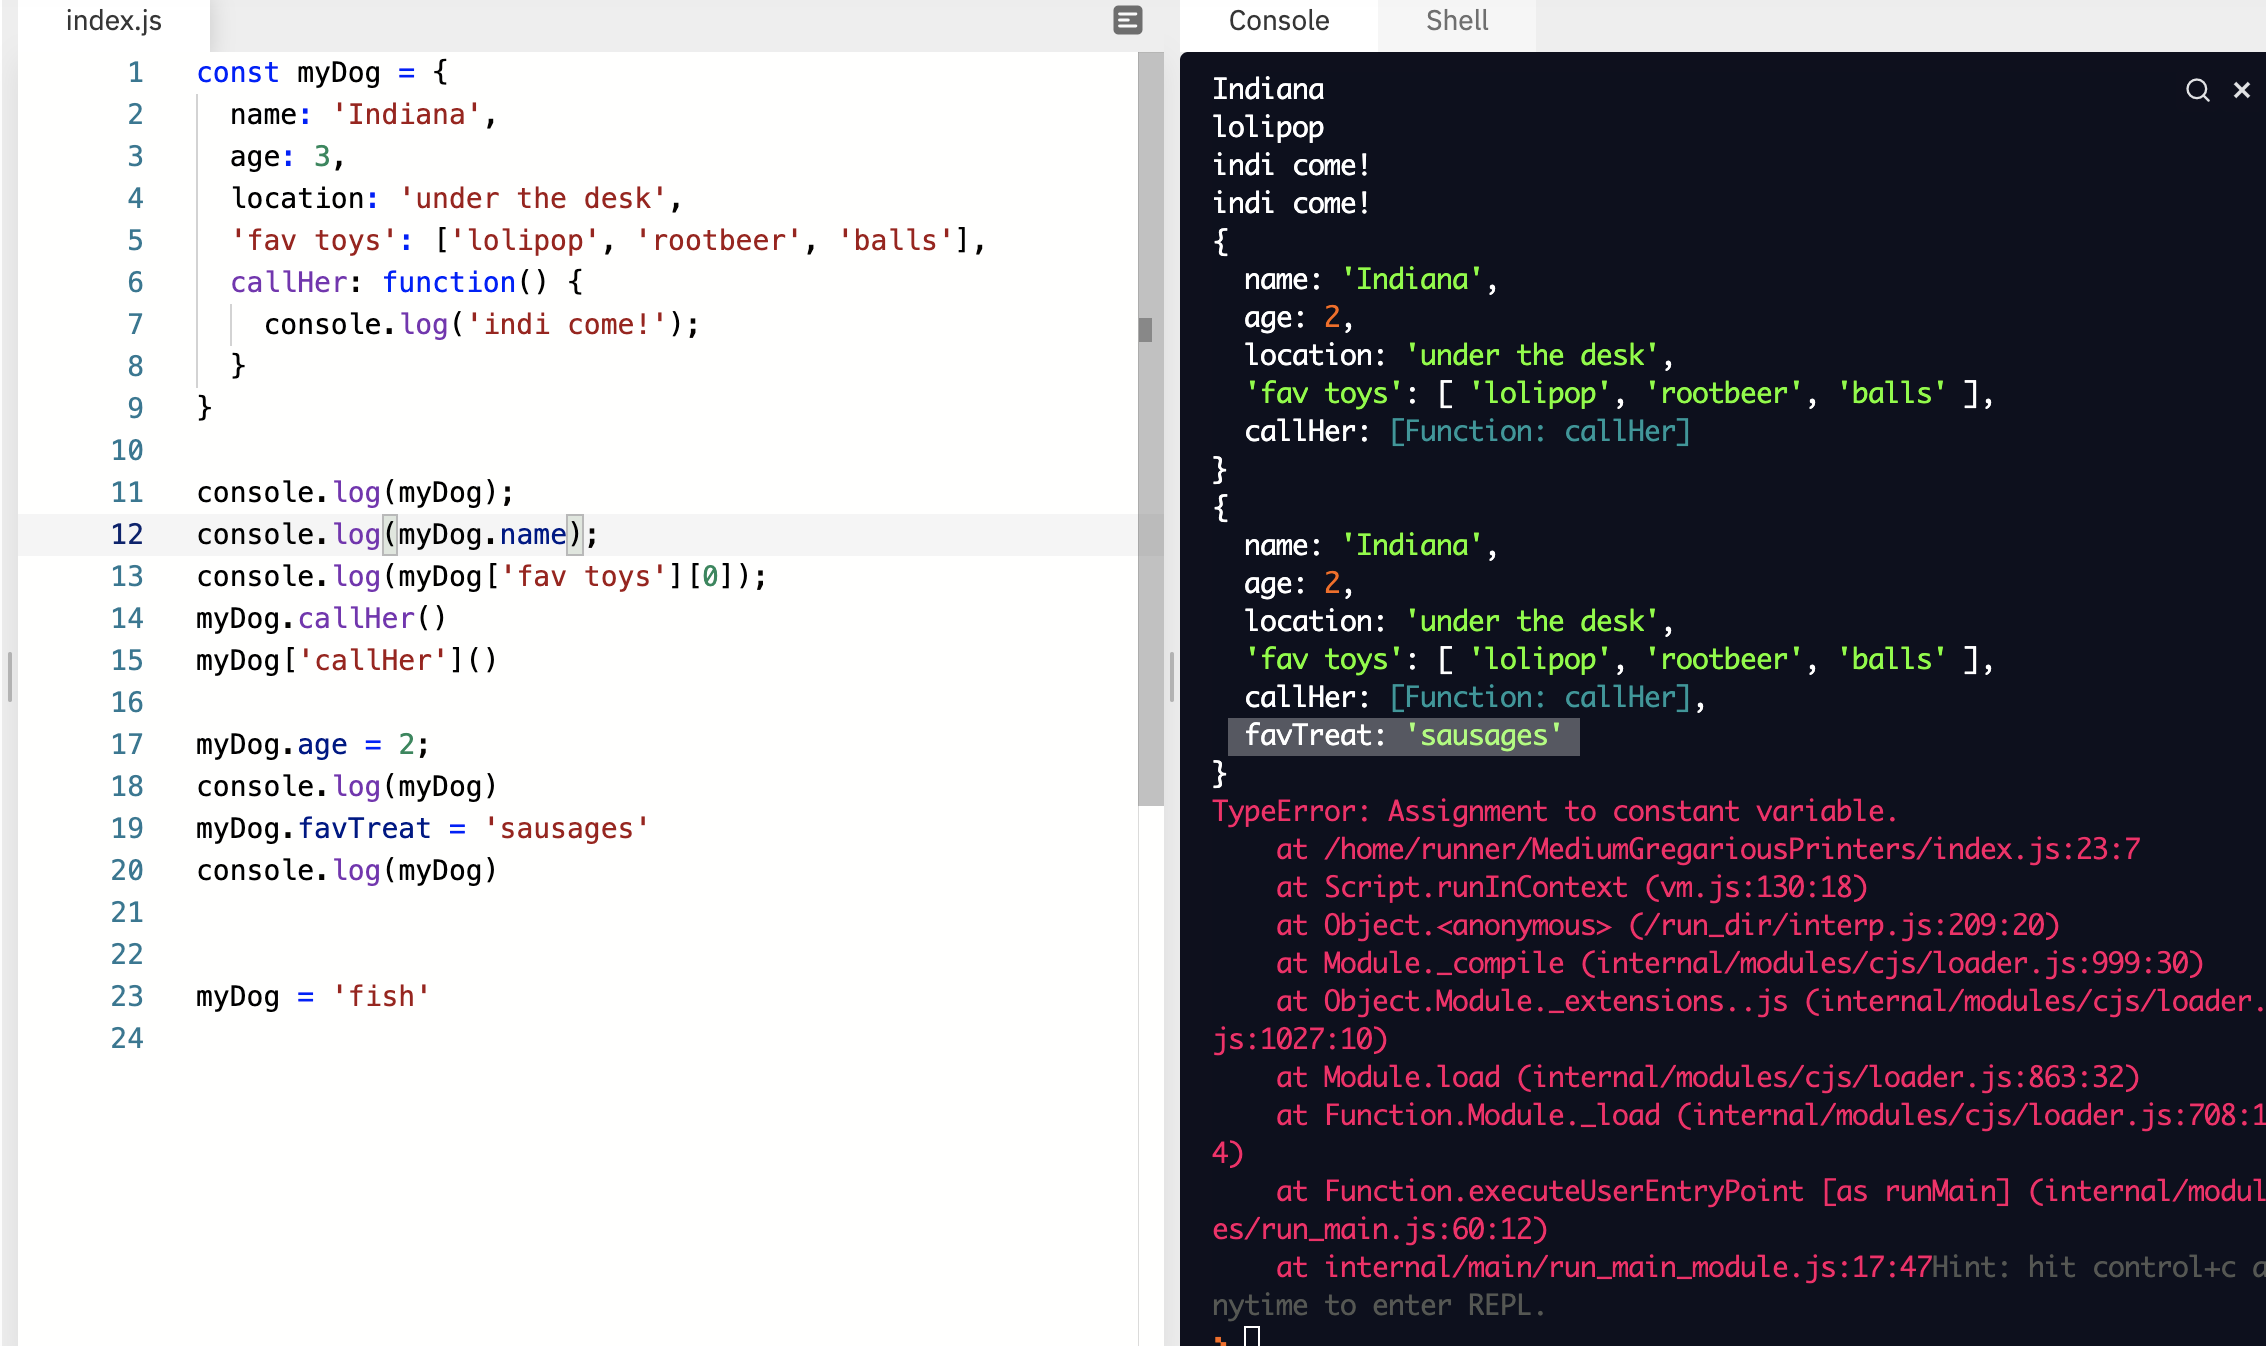 index.js
1 const myDog = {
2   name: 'Indiana',
3   age: 3,
4   location: 'under the desk',
5   'fav toys': ['lolipop', 'rootbeer', 'balls'],
6   callHer: function() {
7     console.log('indi come!');
8   }
9 }
10
11 console.log(myDog);
12 console.log(myDog.name);
13 console.log(myDog['fav toys'][0]);
14 myDog.callHer()
15 myDog['callHer']()
16
17 myDog.age = 2;
18 console.log(myDog)
19 myDog.favTreat = 'sausages'
20 console.log(myDog)
21
22
23 myDog = 'fish'
24
Console Shell
Indiana
lolipop
indi come!
indi come!
{
  name: 'Indiana',
  age: 2,
  location: 'under the desk',
  'fav toys': [ 'lolipop', 'rootbeer', 'balls' ],
  callHer: [Function: callHer]
}
{
  name: 'Indiana',
  age: 2,
  location: 'under the desk',
  'fav toys': [ 'lolipop', 'rootbeer', 'balls' ],
  callHer: [Function: callHer],
  favTreat: 'sausages'
}
TypeError: Assignment to constant variable.
    at /home/runner/MediumGregariousPrinters/index.js:23:7
    at Script.runInContext (vm.js:130:18)
    at Object.<anonymous> (/run_dir/interp.js:209:20)
    at Module._compile (internal/modules/cjs/loader.js:999:30)
    at Object.Module._extensions..js (internal/modules/cjs/loader.
js:1027:10)
    at Module.load (internal/modules/cjs/loader.js:863:32)
    at Function.Module._load (internal/modules/cjs/loader.js:708:1
4)
    at Function.executeUserEntryPoint [as runMain] (internal/modul
es/run_main.js:60:12)
    at internal/main/run_main_module.js:17:47Hint: hit control+c a
nytime to enter REPL.